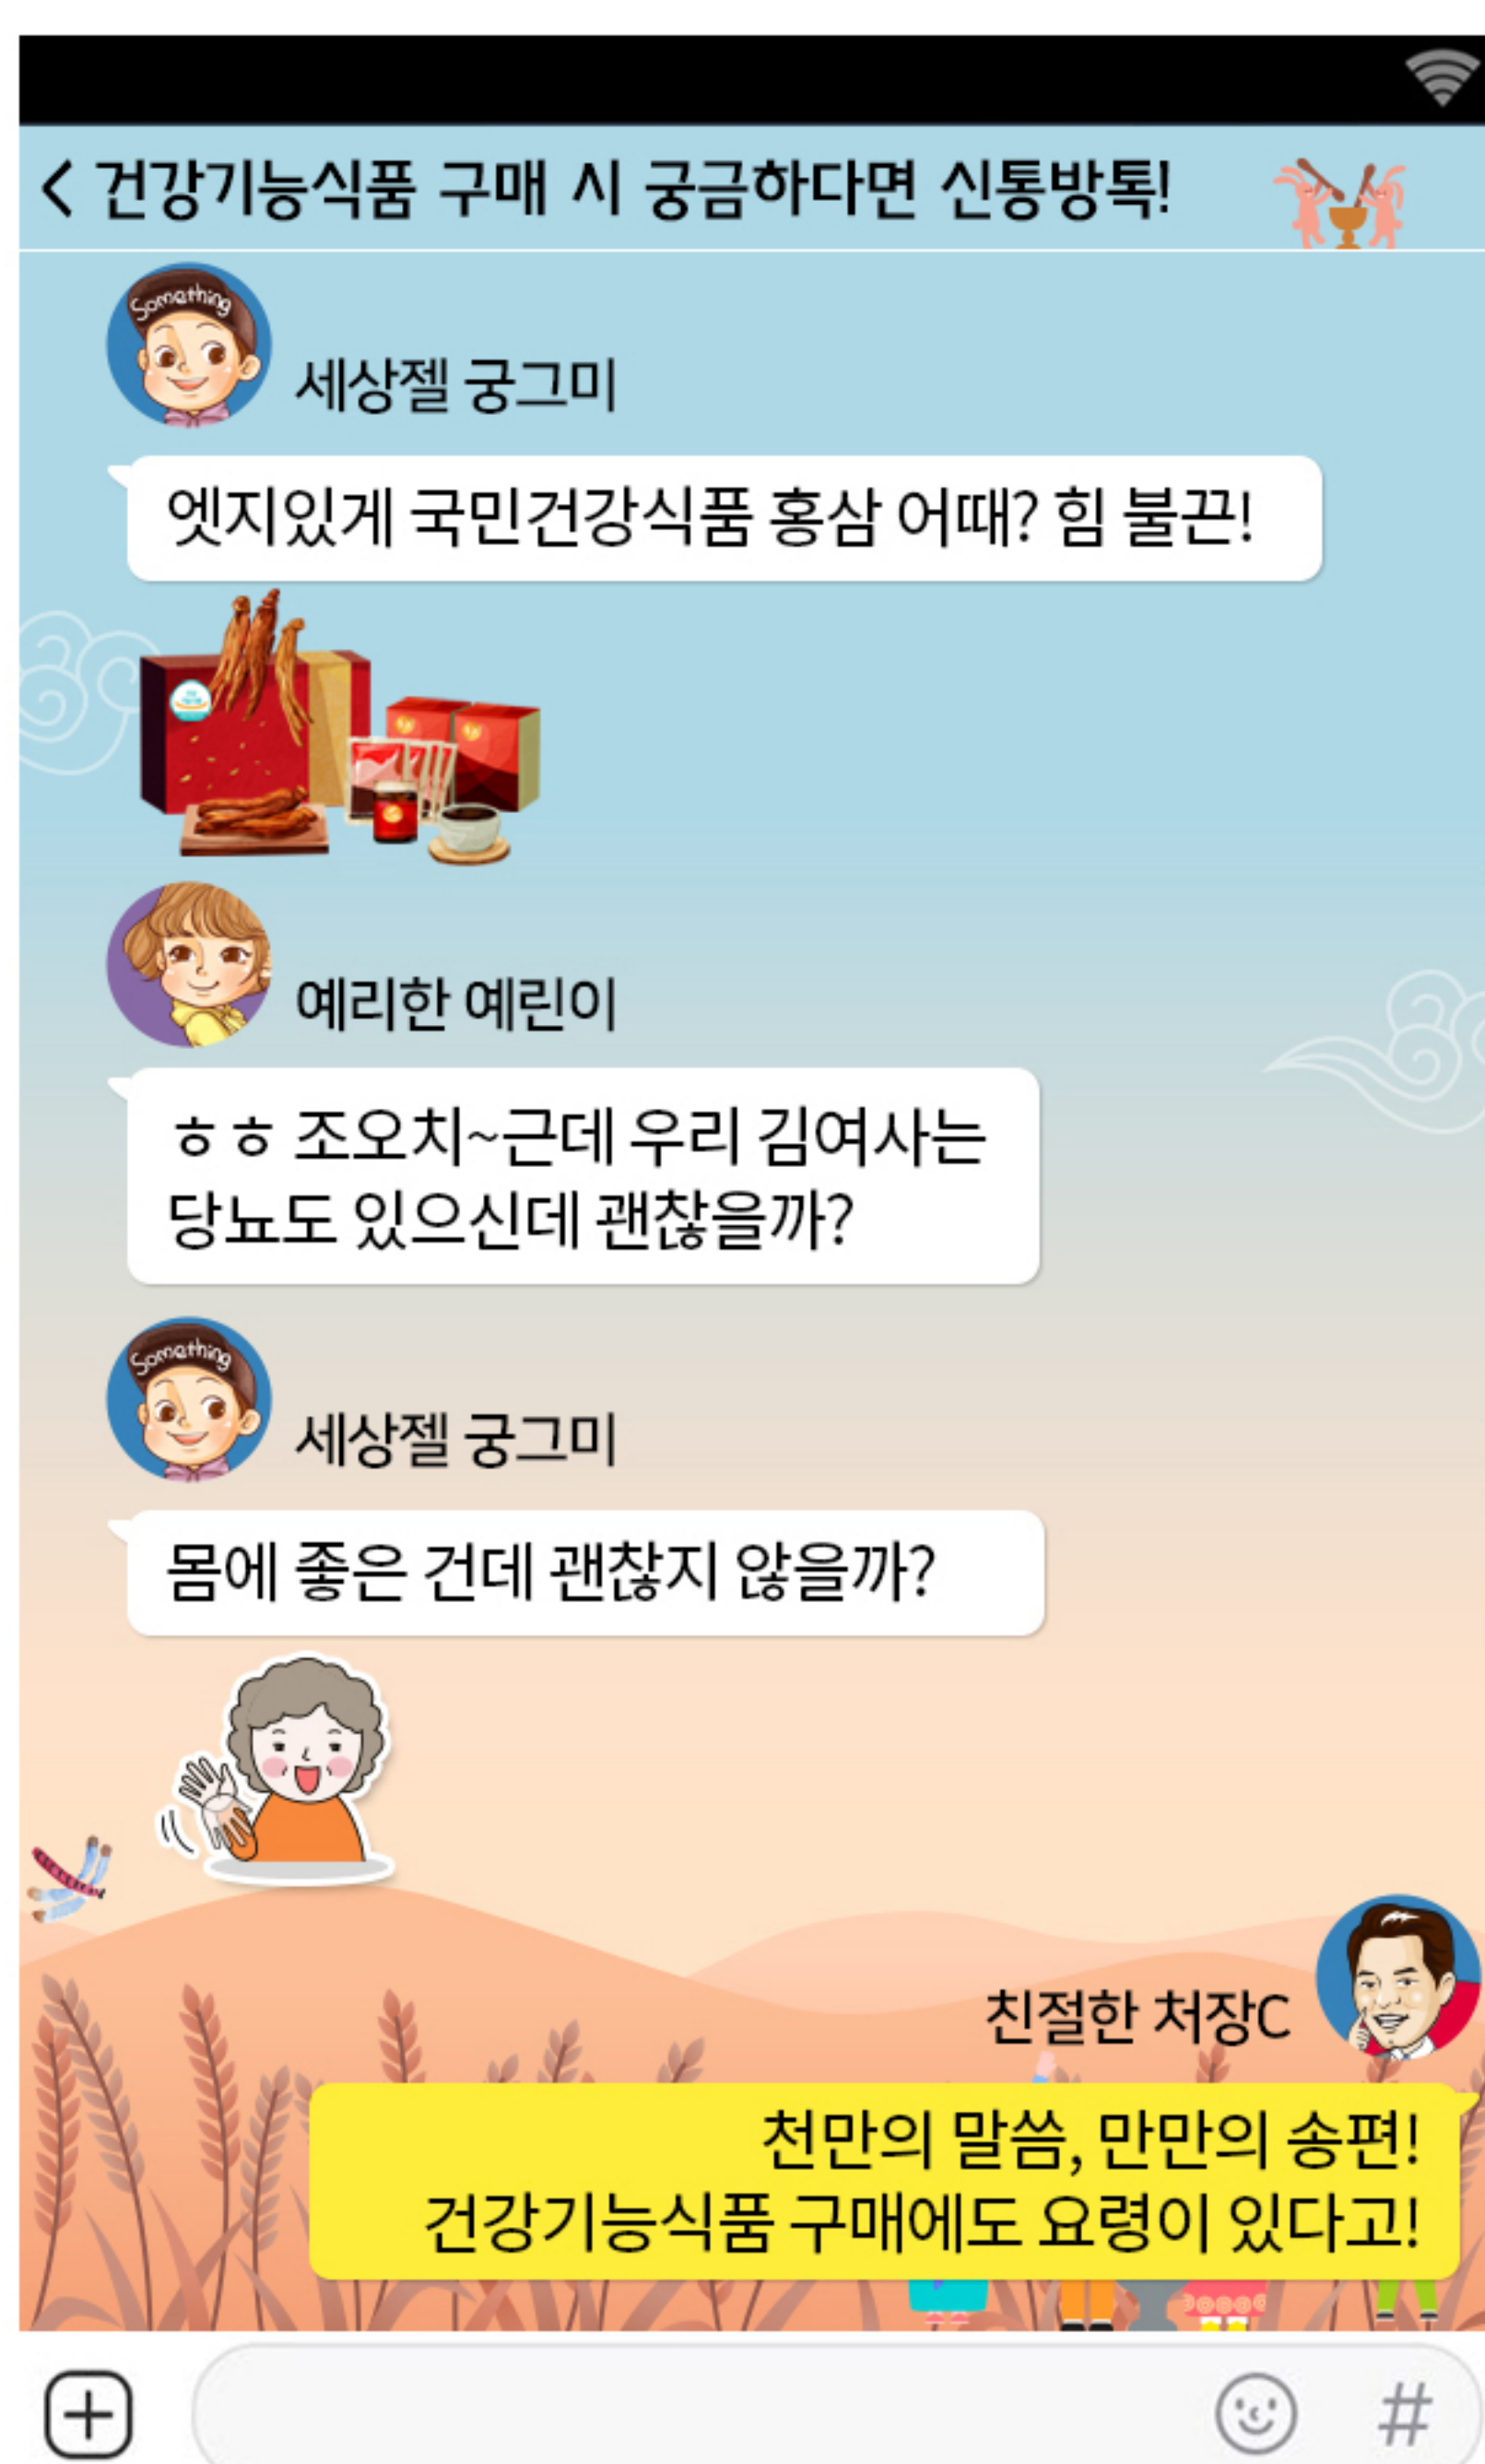 건강기능식품 구매 시 궁금하다면 신통방톡!
Something
세상젤 궁그미
엣지있게 국민건강식품 홍삼 어때? 힘 불끈!
예리한 예린이
ㅎㅎ 조오치~근데 우리 김여사는
당뇨도 있으신데 괜찮을까?
Something
세상젤 궁그미
몸에 좋은 건데 괜찮지 않을까?
친절한 처장C
천만의 말씀, 만만의 송편!
건강기능식품 구매에도 요령이 있다고!
#